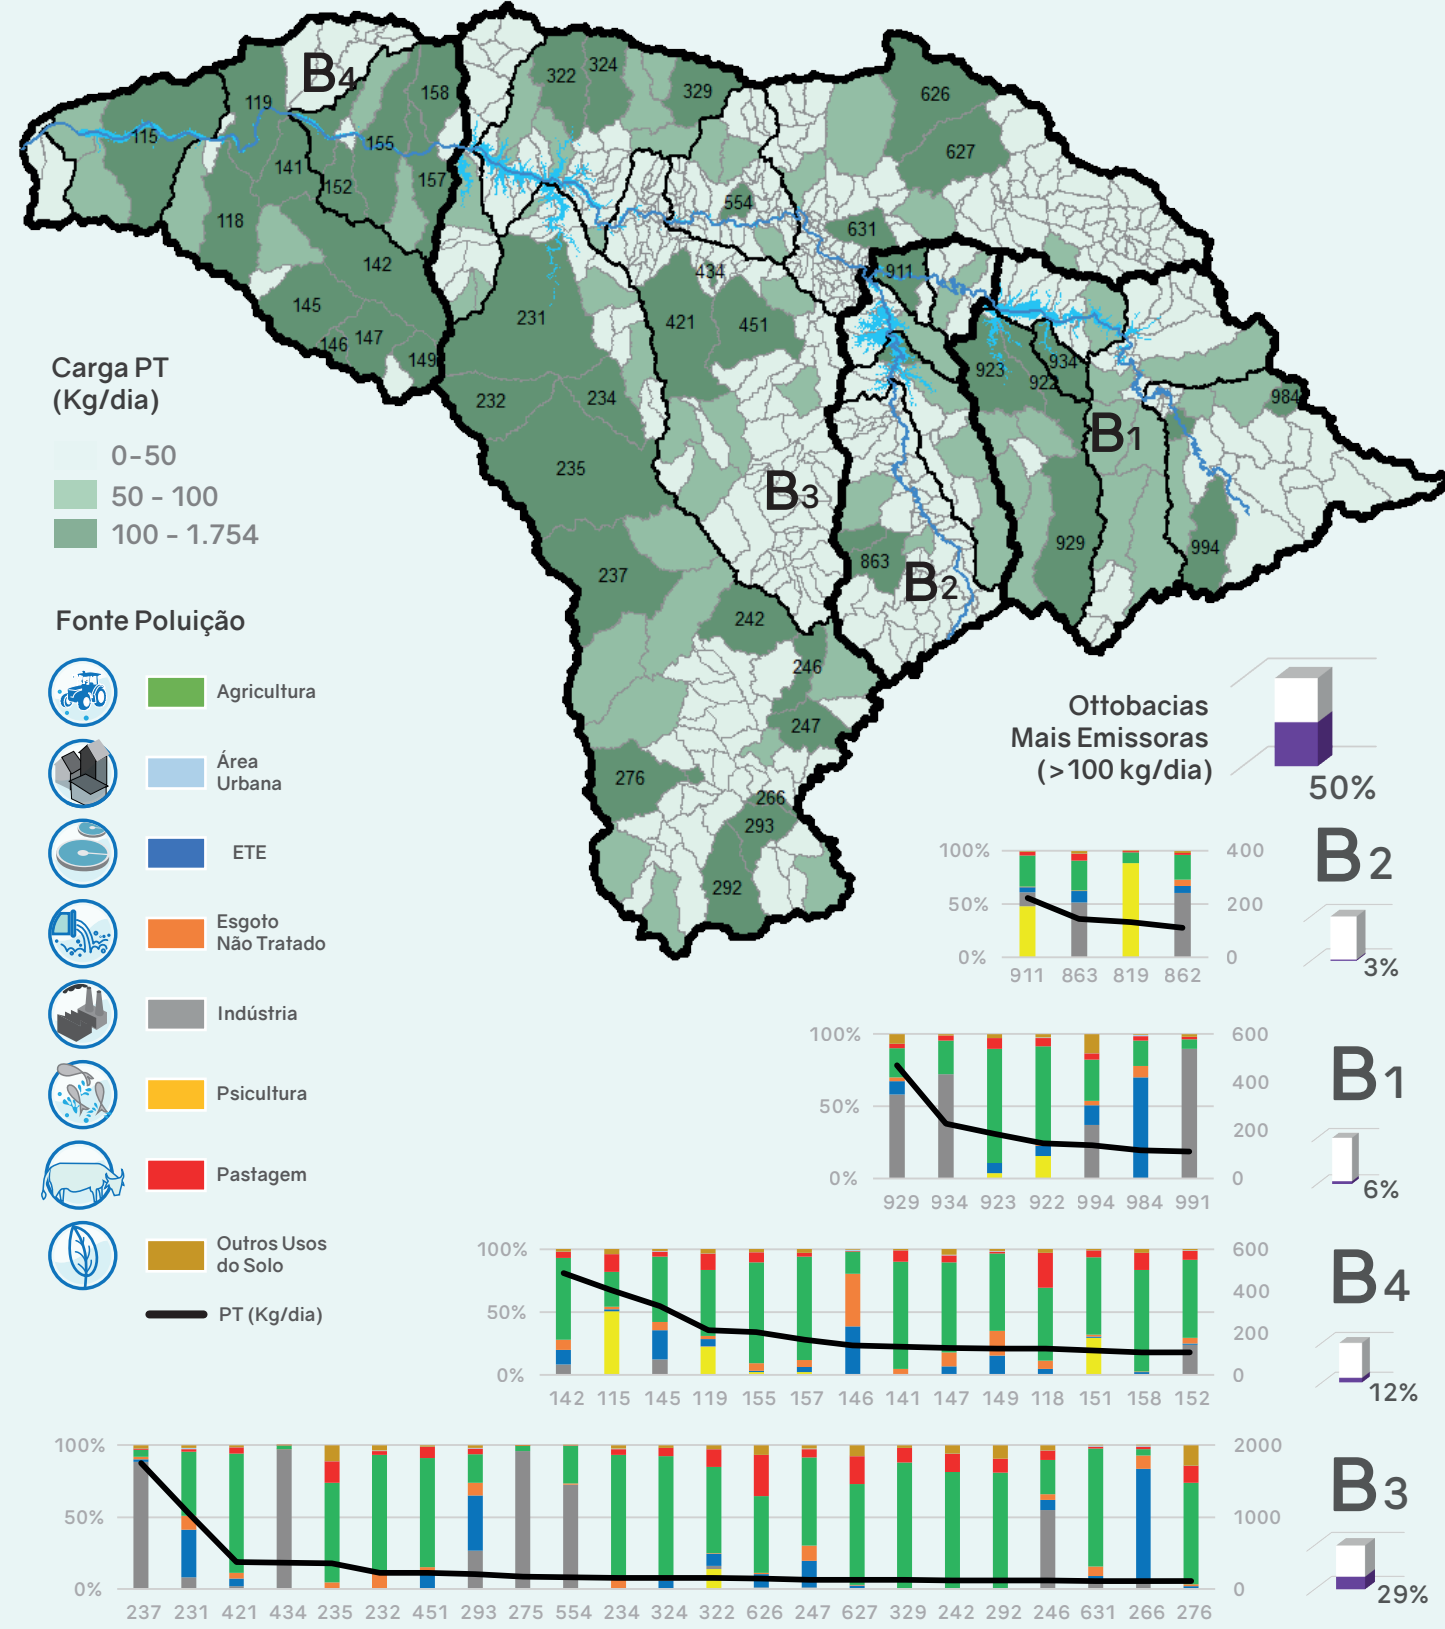 B4
119
158
115
155
141
152
157
118
142
145
147
146
149
322
324
329
626
627
554
631
434
911
231
421
451
923
922
934
984
232
234
B1
235
B3
929
994
863
B2
237
242
246
247
276
266
293
292
Carga PT
(Kg/dia)
0-50
50 - 100
100 - 1.754
Fonte Poluição
Agricultura
Área
Urbana
ETE
Esgoto
Não Tratado
Indústria
Psicultura
Pastagem
Outros Usos
do Solo
PT (Kg/dia)
Ottobacias
Mais Emissoras
(>100 kg/dia)
50%
100% 400
50% 200
0% 0
911 863 819 862
B2
3%
100% 600
400
50%
200
0% 0
929 934 923 922 994 984 991
B1
6%
100% 600
400
50%
200
0% 0
142 115 145 119 155 157 146 141 147 149 118 151 158 152
B4
12%
100% 2000
50% 1000
0% 0
237 231 421 434 235 232 451 293 275 554 234 324 322 626 247 627 329 242 292 246 631 266 276
B3
29%